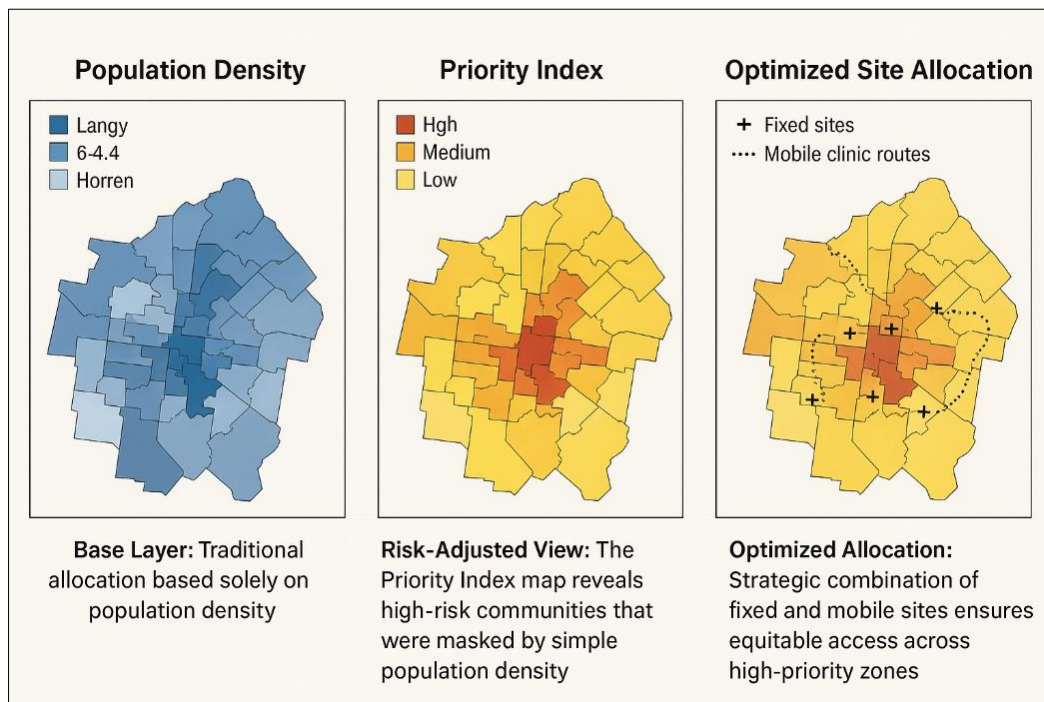 Population Density
Langy
6-4.4
Horren
Base Layer: Traditional
allocation based solely on
population density
Priority Index
Hgh
Medium
Low
Risk-Adjusted View: The
Priority Index map reveals
high-risk communities that
were masked by simple
population density
Optimized Site Allocation
Fixed sites
Mobile clinic routes
Optimized Allocation:
Strategic combination of
fixed and mobile sites ensures
equitable access across
high-priority zones